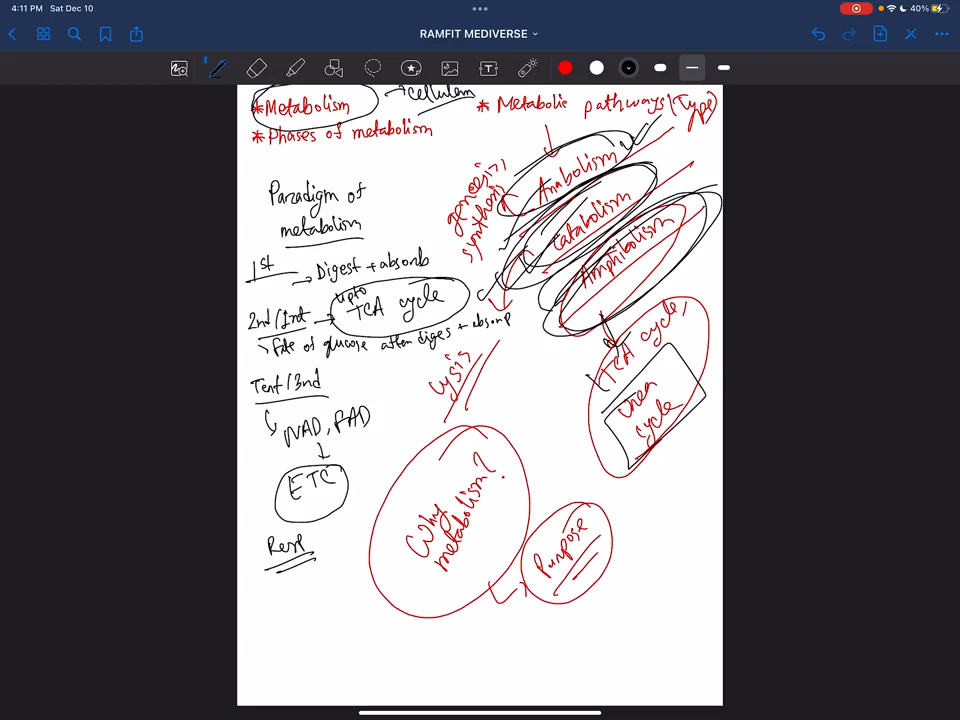 4:11 PM Sat Dec 10
40%
RAMFIT MEDIVERSE
*Metabolism → cellular
*Phases of metabolism
* Metabolic pathways (Type)
Anabolism
genesis/
synthesis
Catabolism
Amphibolism
Paradigm of
metabolism
1st → Digest + absorb
2nd/Int → upto TCA cycle
↳ Fate of glucose after diges + absorp
Tert/3rd
NAD, FAD
ETC
Resp
Lysis
TCA cycle,
Urea
cycle
Why
metabolism?
Purpose